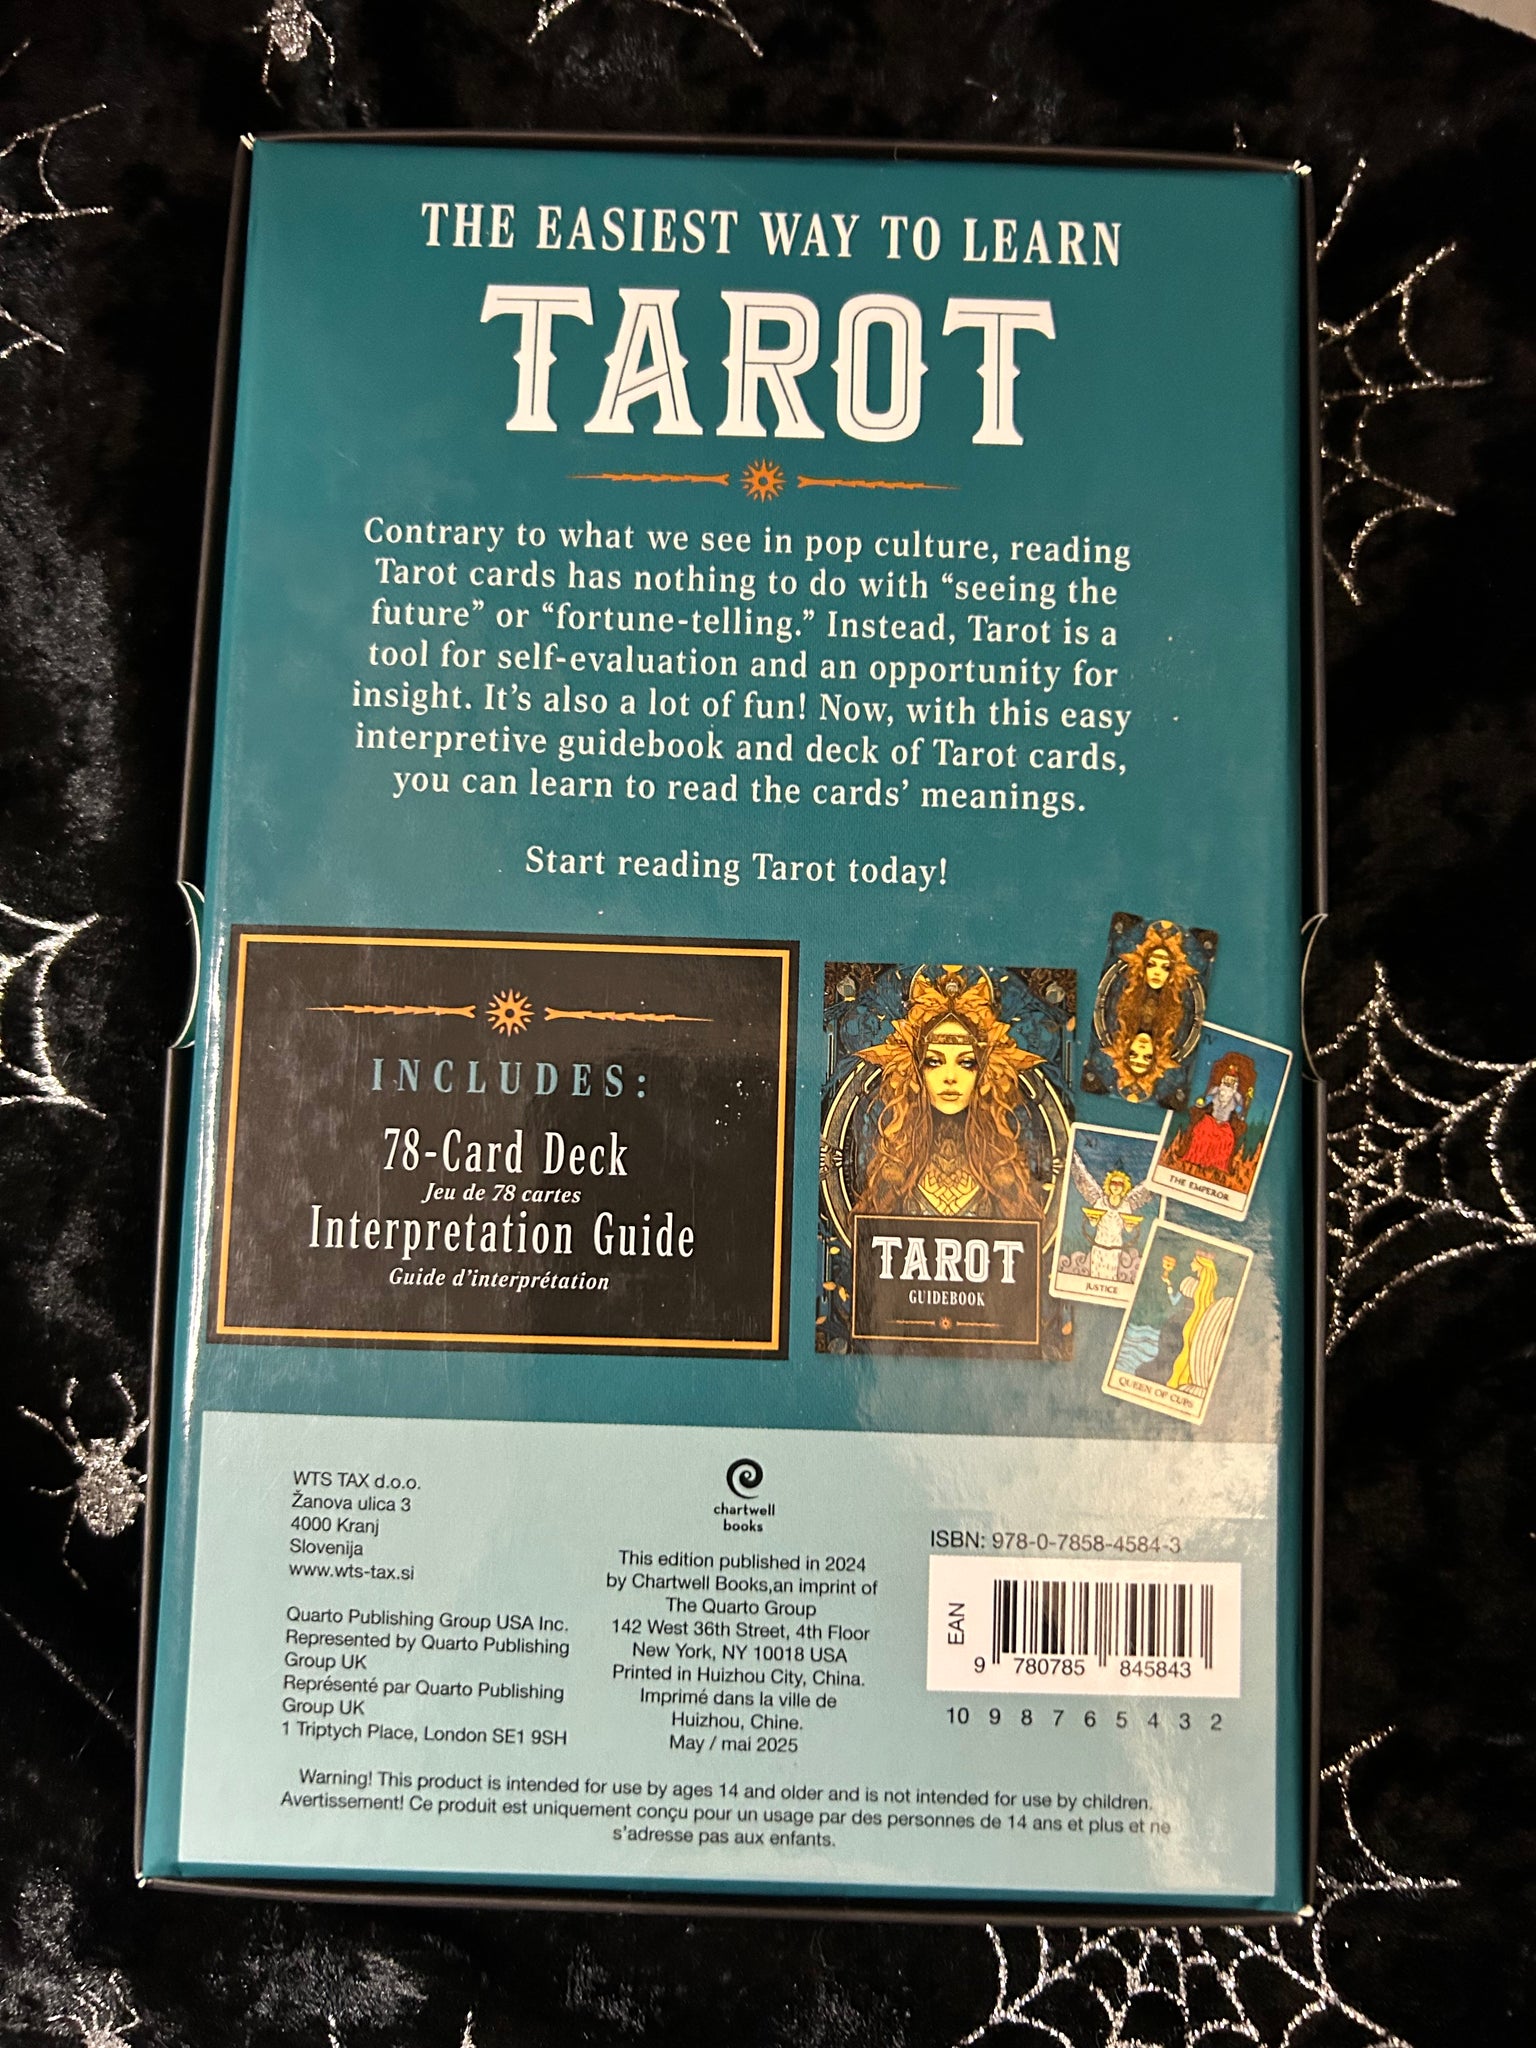 THE EASIEST WAY TO LEARN
TAROT
Contrary to what we see in pop culture, reading
Tarot cards has nothing to do with “seeing the
future” or “fortune-telling.” Instead, Tarot is a
tool for self-evaluation and an opportunity for
insight. It’s also a lot of fun! Now, with this easy
interpretive guidebook and deck of Tarot cards,
you can learn to read the cards’ meanings.
Start reading Tarot today!
INCLUDES:
78-Card Deck
Jeu de 78 cartes
Interpretation Guide
Guide d’interprétation
TAROT
GUIDEBOOK
IV
THE EMPEROR
XI
JUSTICE
QUEEN OF CUPS
WTS TAX d.o.o.
Žanova ulica 3
4000 Kranj
Slovenija
www.wts-tax.si
Quarto Publishing Group USA Inc.
Represented by Quarto Publishing
Group UK
Représenté par Quarto Publishing
Group UK
1 Triptych Place, London SE1 9SH
chartwell
books
This edition published in 2024
by Chartwell Books,an imprint of
The Quarto Group
142 West 36th Street, 4th Floor
New York, NY 10018 USA
Printed in Huizhou City, China.
Imprimé dans la ville de
Huizhou, Chine.
May / mai 2025
ISBN: 978-0-7858-4584-3
EAN
9 780785 845843
10 9 8 7 6 5 4 3 2
Warning! This product is intended for use by ages 14 and older and is not intended for use by children.
Avertissement! Ce produit est uniquement conçu pour un usage par des personnes de 14 ans et plus et ne
s’adresse pas aux enfants.